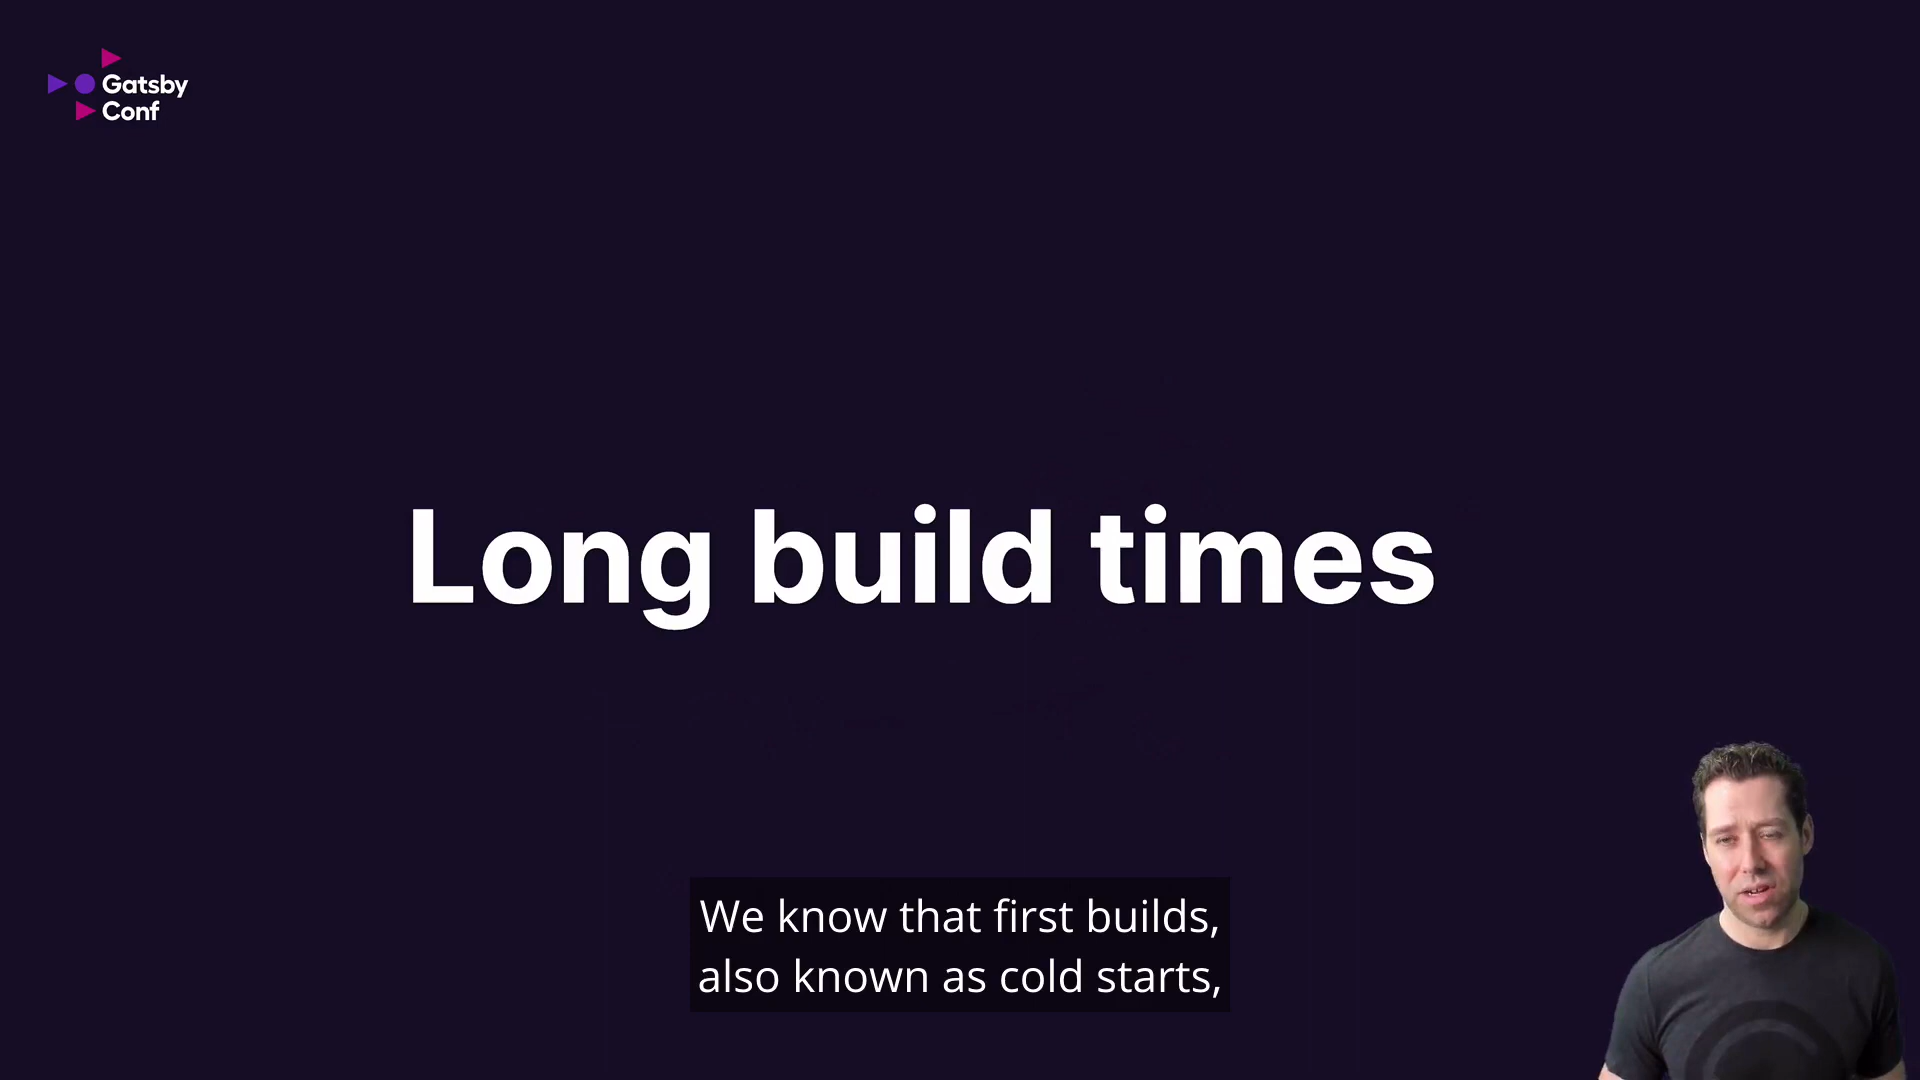 Gatsby
Conf
Long build times
We know that first builds,
also known as cold starts,